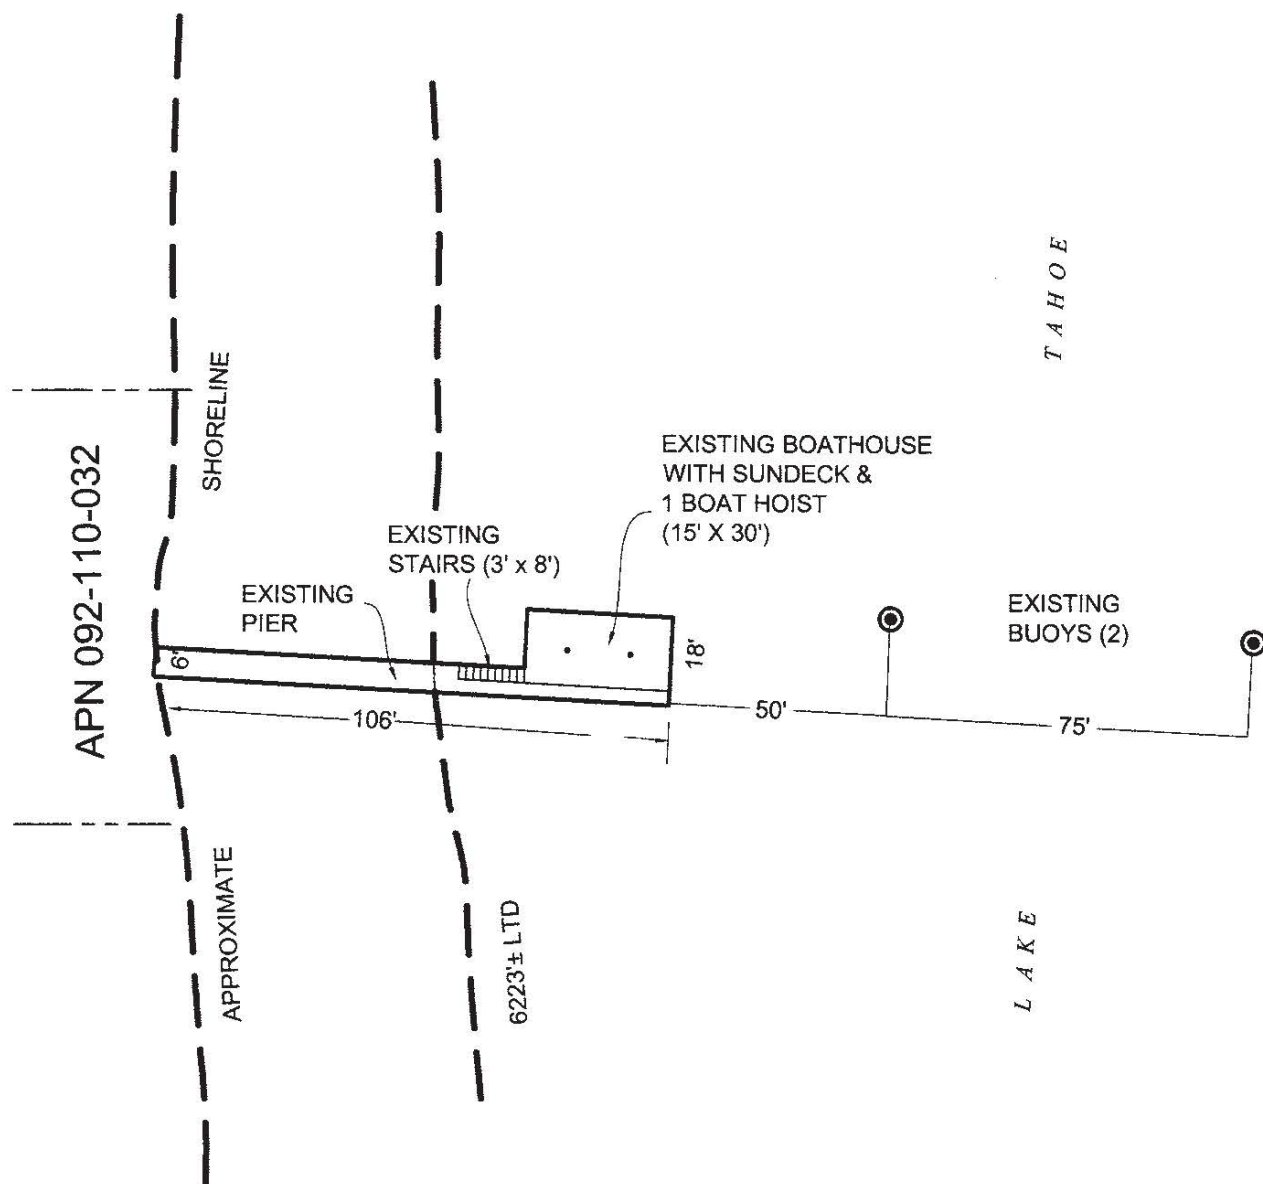 TAHOE
SHORELINE
APN 092-110-032
EXISTING BOATHOUSE
WITH SUNDECK &
1 BOAT HOIST
(15' X 30')
EXISTING
STAIRS (3' x 8')
EXISTING
PIER
EXISTING
BUOYS (2)
6'
18'
106'
50'
75'
APPROXIMATE
6223'± LTD
LAKE